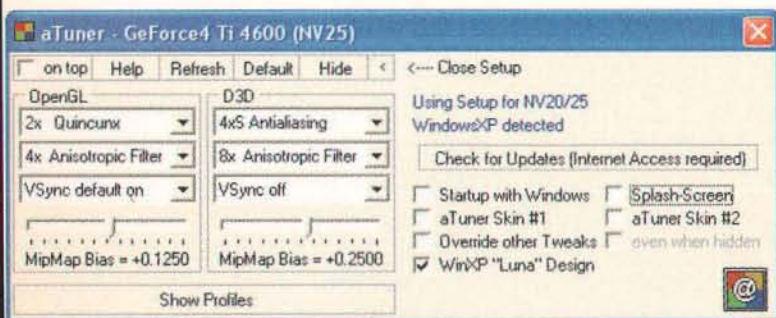 aTuner - GeForce4 Ti 4600 (NV25)
on top Help Refresh Default Hide < <---- Close Setup
OpenGL
2x Quincunx
4x Anisotropic Filter
VSync default on
MipMap Bias = +0.1250
D3D
4xS Antialiasing
8x Anisotropic Filter
VSync off
MipMap Bias = +0.2500
Show Profiles
Using Setup for NV20/25
WindowsXP detected
Check for Updates (Internet Access required)
Startup with Windows Splash-Screen
aTuner Skin #1 aTuner Skin #2
Override other Tweaks even when hidden
WinXP "Luna" Design
@